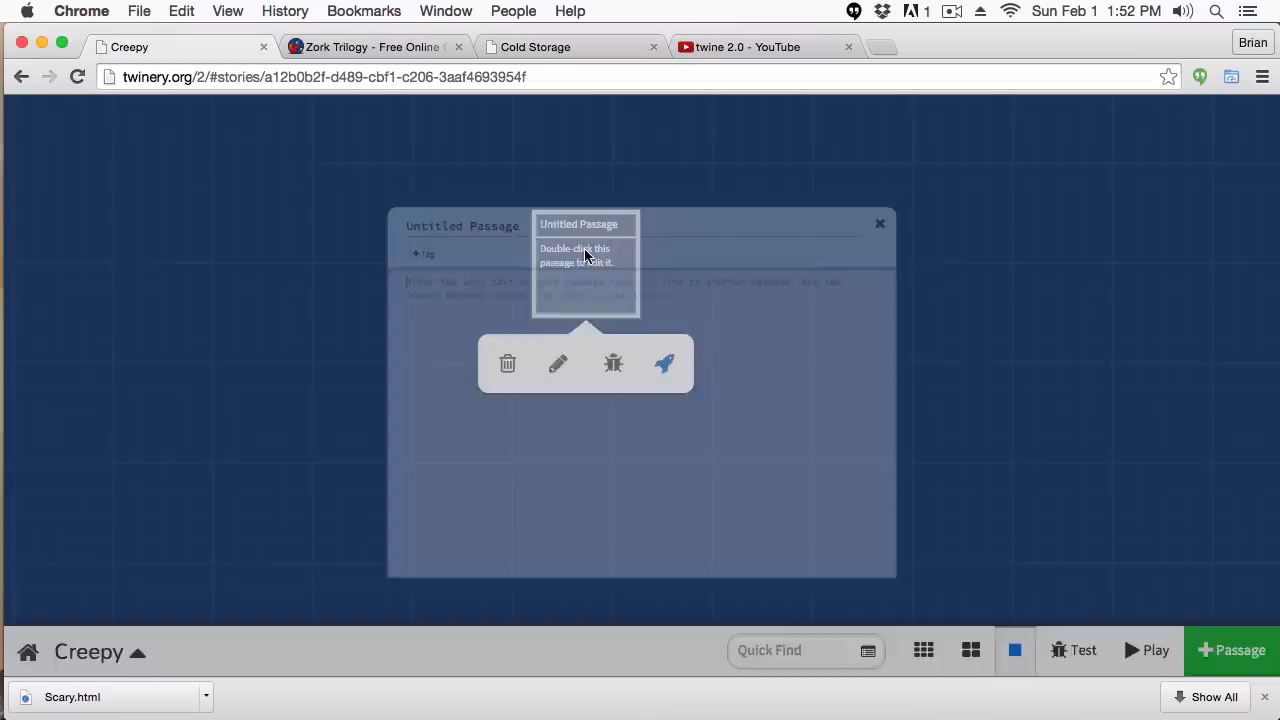 Chrome File Edit View History Bookmarks Window People Help 1 Sun Feb 1 1:52 PM
Creepy Zork Trilogy - Free Online Cold Storage twine 2.0 - YouTube Brian
twinery.org/2/#stories/a12b0b2f-d489-cbf1-c206-3aaf4693954f
Untitled Passage
+Tag
Untitled Passage
Double-click this
passage to edit it.
Creepy Quick Find Test Play +Passage
Scary.html Show All